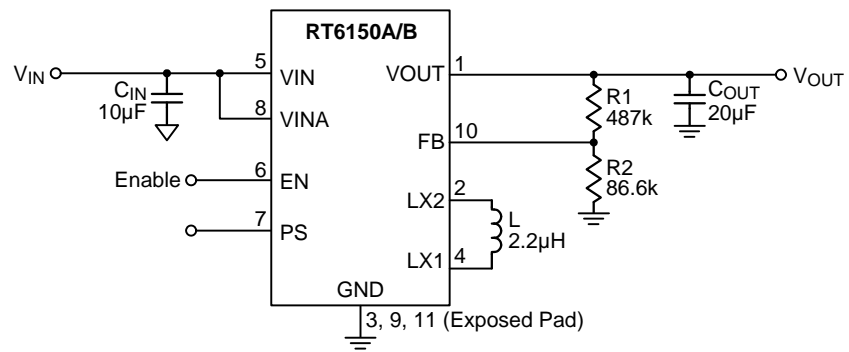 RT6150A/B
VIN
5
VIN
VOUT
1
VOUT
CIN
10µF
8
VINA
R1
487k
COUT
20µF
FB
10
R2
86.6k
Enable
6
EN
LX2
2
7
PS
L
2.2µH
LX1
4
GND
3, 9, 11 (Exposed Pad)